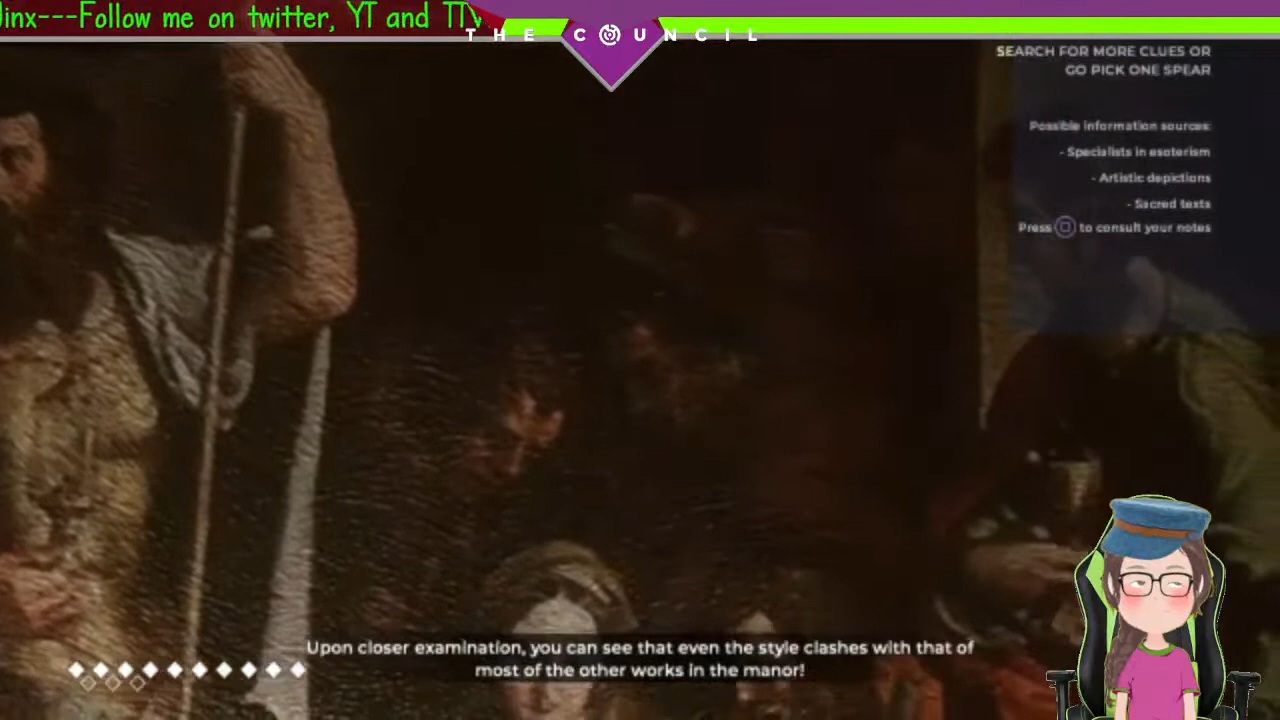 Jinx---Follow me on twitter, YT and TTV
THE COUNCIL
SEARCH FOR MORE CLUES OR
GO PICK ONE SPEAR
Possible information sources:
- Specialists in esoterism
- Artistic depictions
- Sacred texts
Press to consult your notes
Upon closer examination, you can see that even the style clashes with that of
most of the other works in the manor!